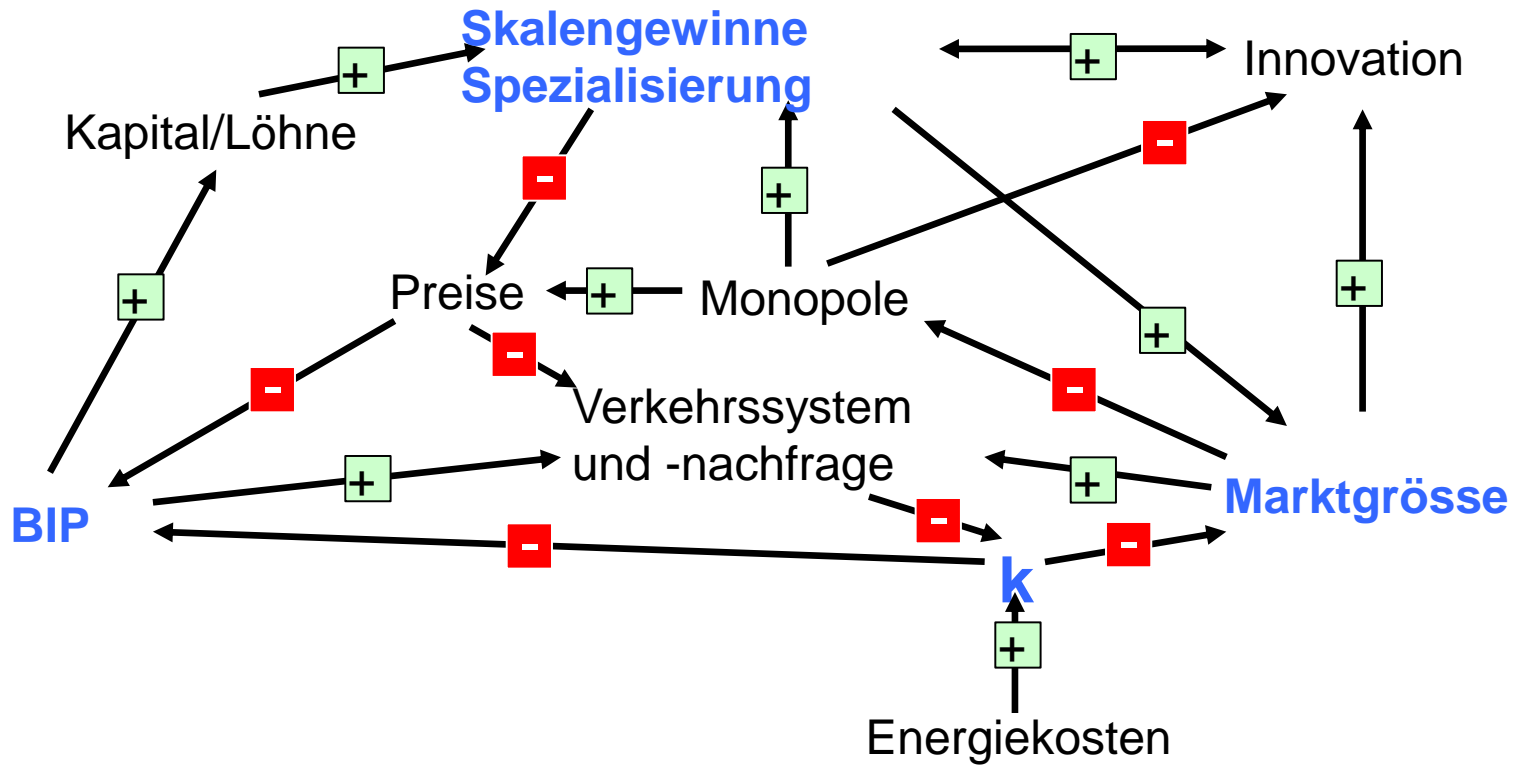 Skalengewinne
Spezialisierung
+
+
Innovation
Kapital/Löhne
-
-
+
+
+
Preise
+
Monopole
+
-
-
-
Verkehrssystem
und -nachfrage
+
+
Marktgrösse
BIP
-
-
-
k
+
Energiekosten